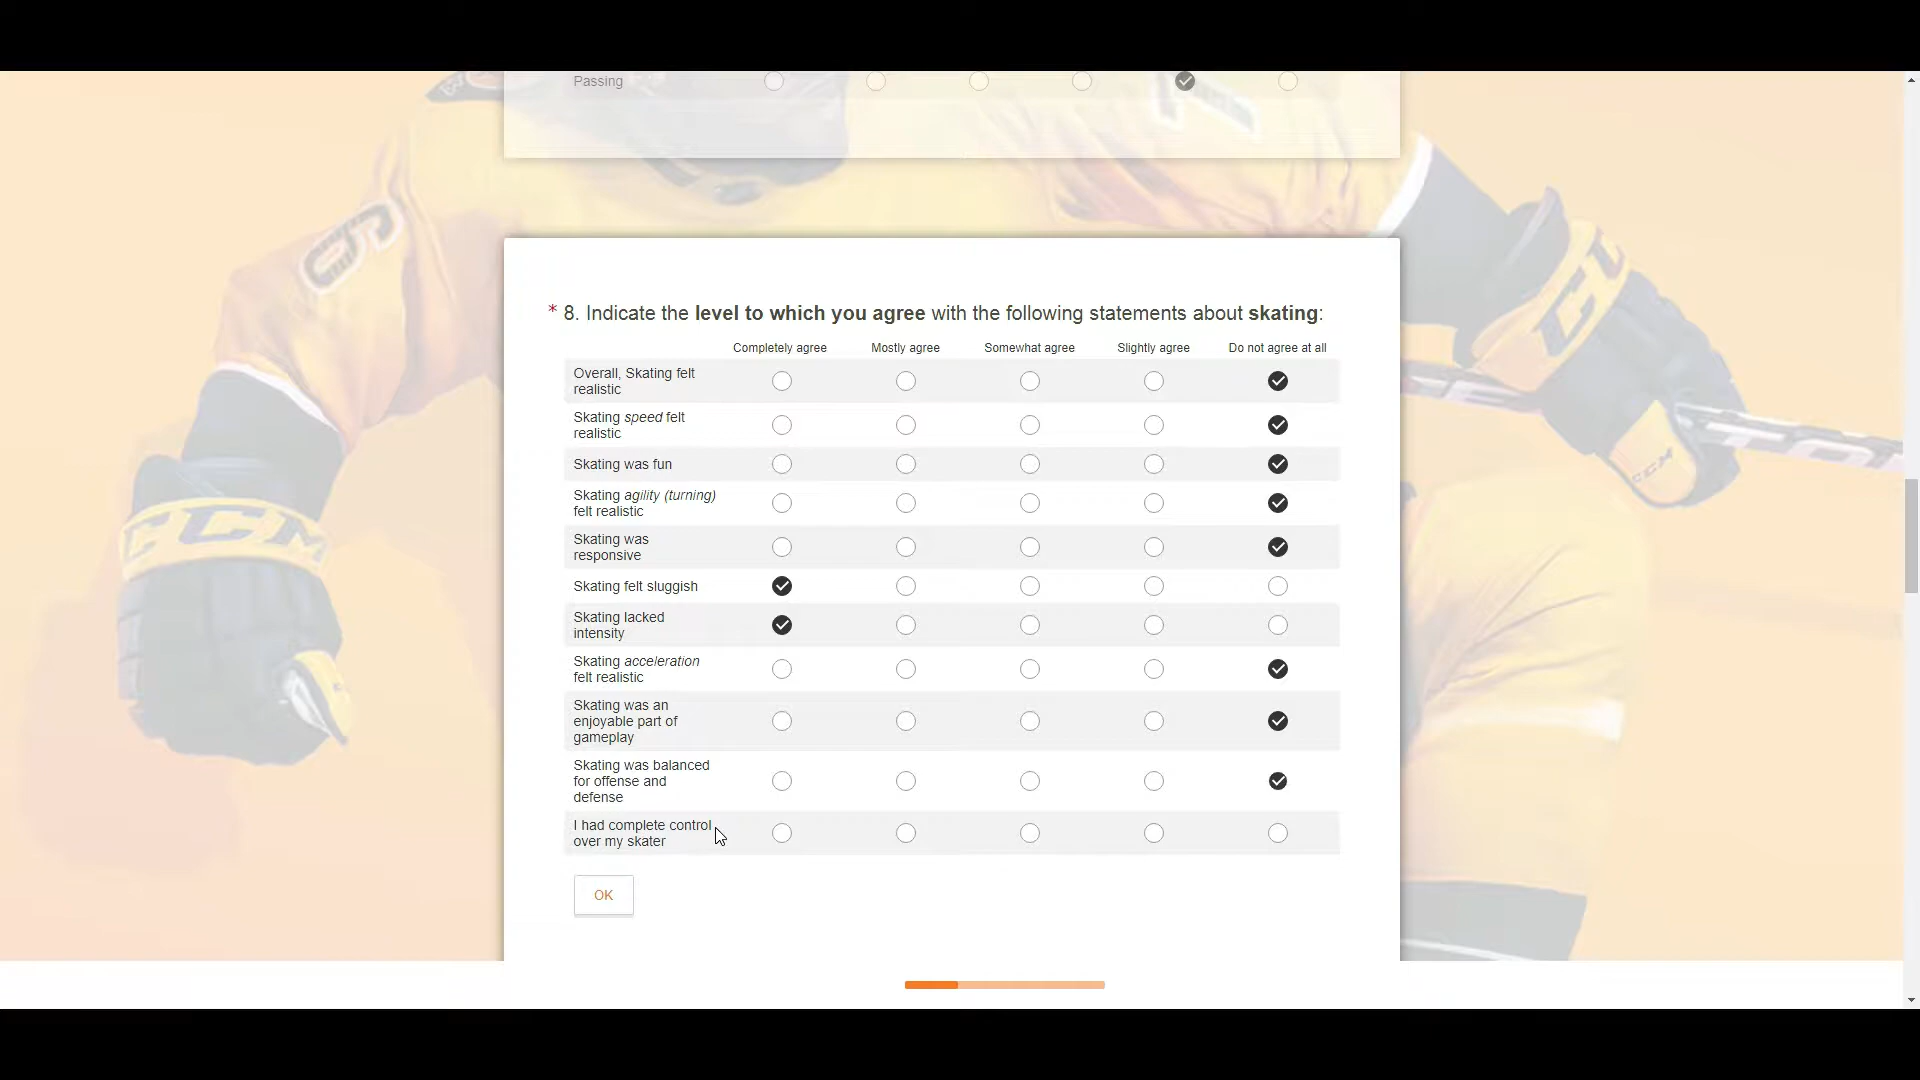 Passing
* 8. Indicate the level to which you agree with the following statements about skating:
Completely agree Mostly agree Somewhat agree Slightly agree Do not agree at all
Overall, Skating felt
realistic
Skating speed felt
realistic
Skating was fun
Skating agility (turning)
felt realistic
Skating was
responsive
Skating felt sluggish
Skating lacked
intensity
Skating acceleration
felt realistic
Skating was an
enjoyable part of
gameplay
Skating was balanced
for offense and
defense
I had complete control
over my skater
OK
CCM
CCM
CCM